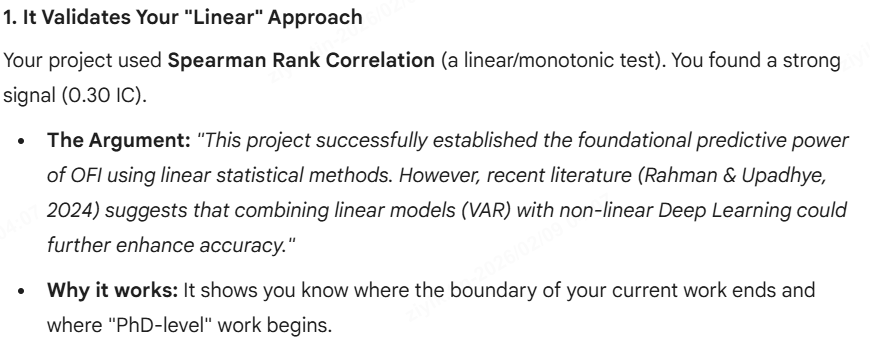 1. It Validates Your "Linear" Approach
Your project used Spearman Rank Correlation (a linear/monotonic test). You found a strong
signal (0.30 IC).
• The Argument: "This project successfully established the foundational predictive power
of OFI using linear statistical methods. However, recent literature (Rahman & Upadhye,
2024) suggests that combining linear models (VAR) with non-linear Deep Learning could
further enhance accuracy."
• Why it works: It shows you know where the boundary of your current work ends and
where "PhD-level" work begins.